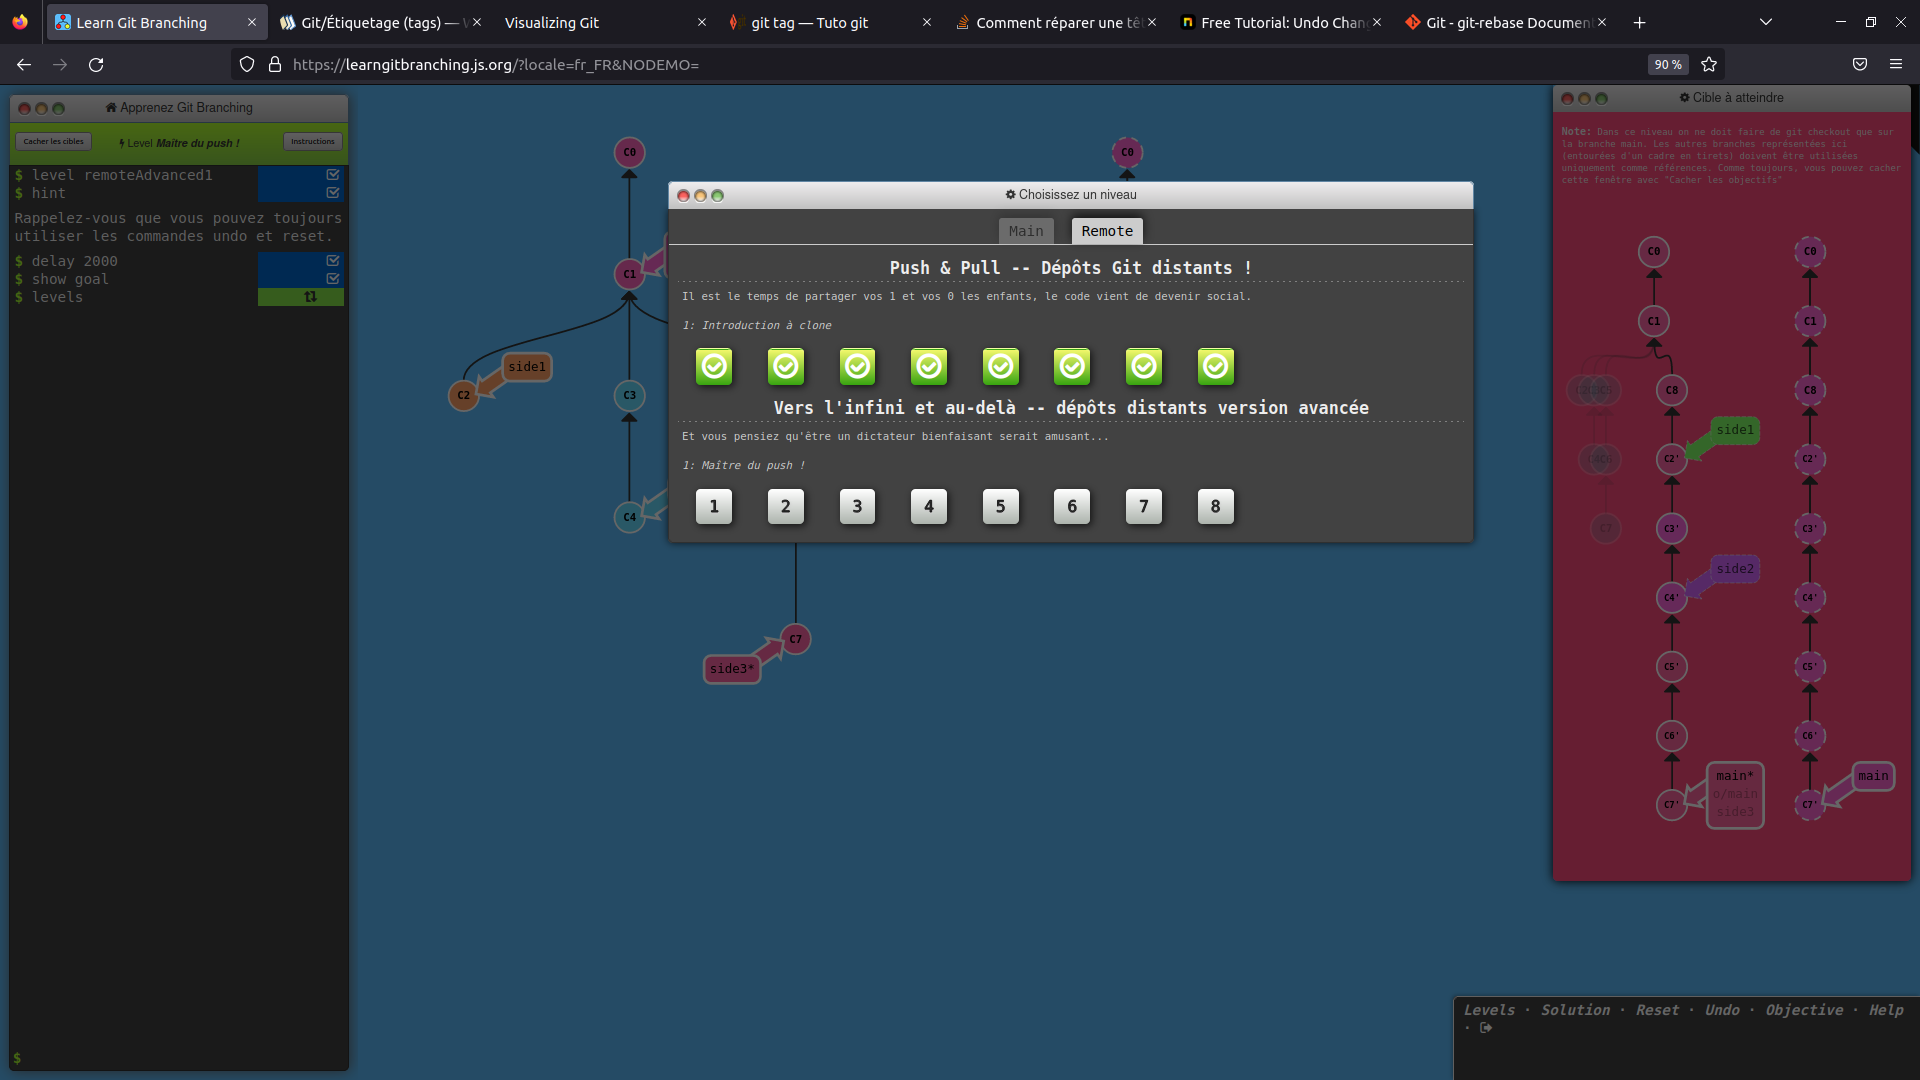 Learn Git Branching
Git/Étiquetage (tags) —
Visualizing Git
git tag — Tuto git
Comment réparer une têt
Free Tutorial: Undo Chang
Git - git-rebase Document
https://learngitbranching.js.org/?locale=fr_FR&NODEMO=
90 %
Apprenez Git Branching
Cacher les cibles
Level Maître du push !
Instructions
$ level remoteAdvanced1
$ hint
Rappelez-vous que vous pouvez toujours
utiliser les commandes undo et reset.
$ delay 2000
$ show goal
$ levels
$
C0
C1
side1
C2
C3
C4
C7
side3*
C0
Choisissez un niveau
Main
Remote
Push & Pull -- Dépôts Git distants !
Il est le temps de partager vos 1 et vos 0 les enfants, le code vient de devenir social.
1: Introduction à clone
Vers l'infini et au-delà -- dépôts distants version avancée
Et vous pensiez qu'être un dictateur bienfaisant serait amusant...
1: Maître du push !
1 2 3 4 5 6 7 8
Cible à atteindre
Note: Dans ce niveau on ne doit faire de git checkout que sur
la branche main. Les autres branches représentées ici
(entourées d'un cadre en tirets) doivent être utilisées
uniquement comme références. Comme toujours, vous pouvez cacher
cette fenêtre avec "Cacher les objectifs"
C0 C0
C1 C1
C8 C8
side1
C2' C2'
C7 C3' C3'
side2
C4' C4'
C5' C5'
C6' C6'
main* main
o/main
side3
C7' C7'
Levels · Solution · Reset · Undo · Objective · Help
·